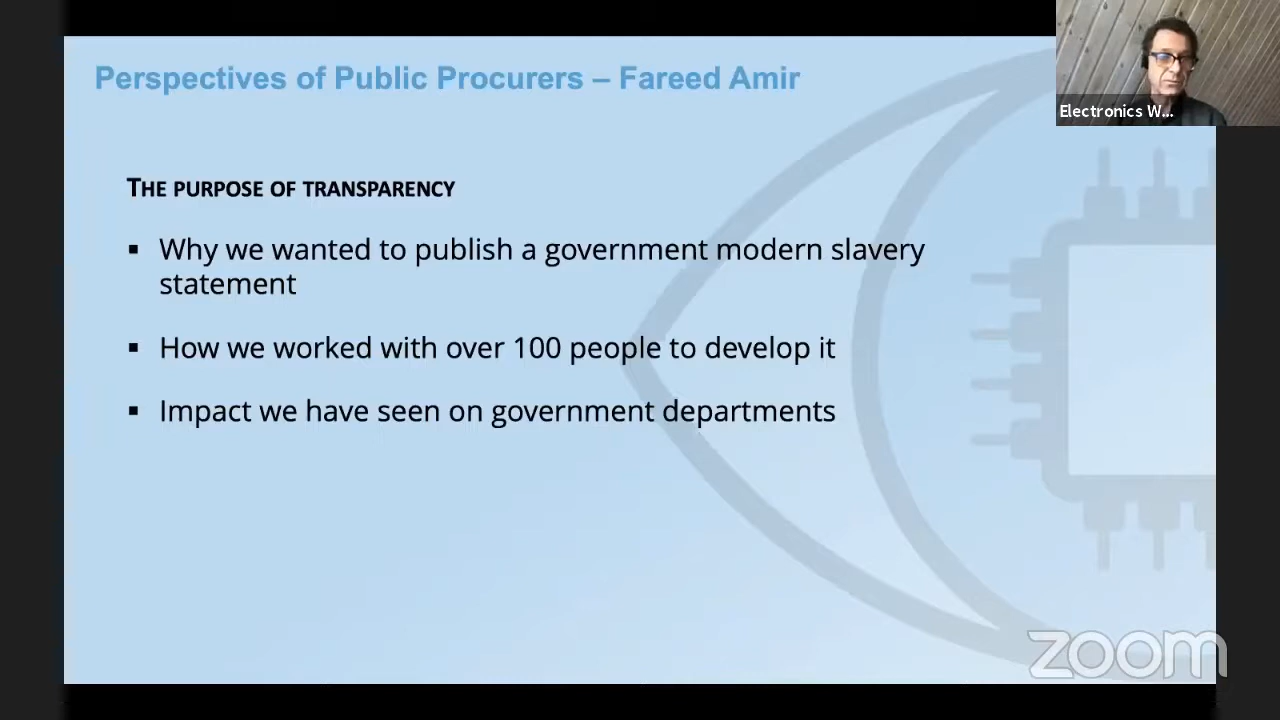 Perspectives of Public Procurers – Fareed Amir
Electronics W...
THE PURPOSE OF TRANSPARENCY
▪ Why we wanted to publish a government modern slavery
statement
▪ How we worked with over 100 people to develop it
▪ Impact we have seen on government departments
zoom